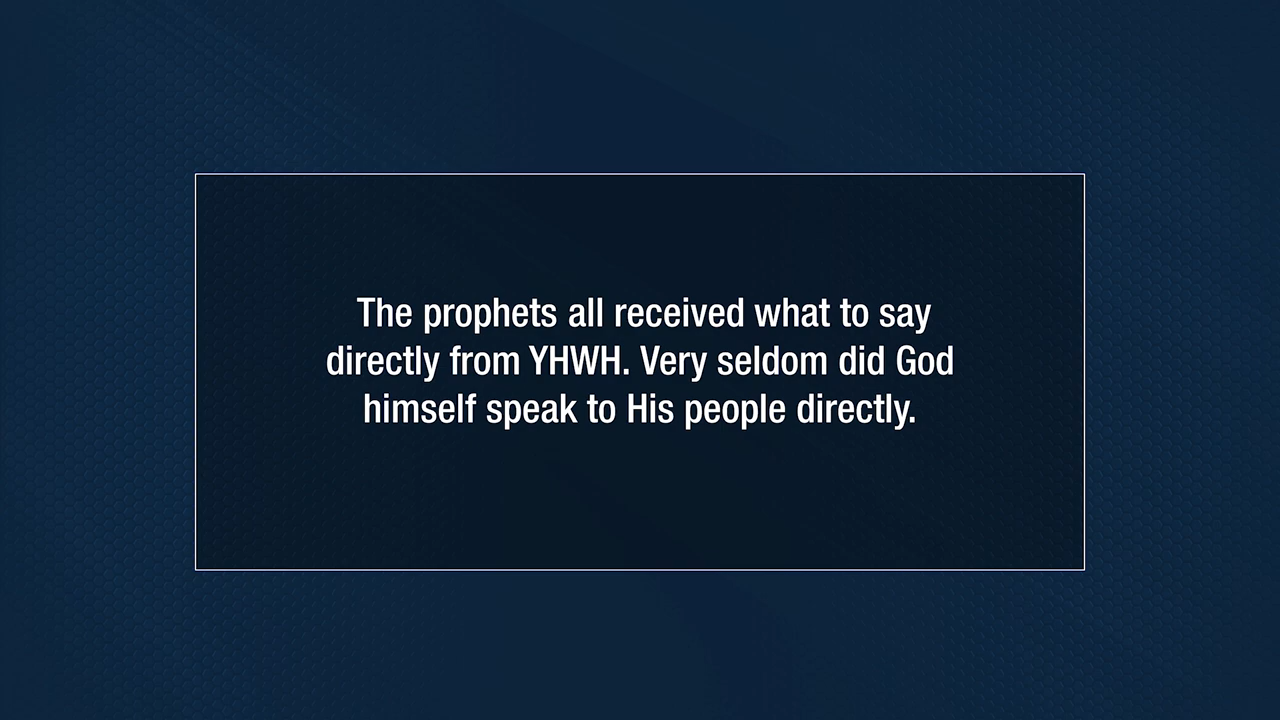 The prophets all received what to say
directly from YHWH. Very seldom did God
himself speak to His people directly.